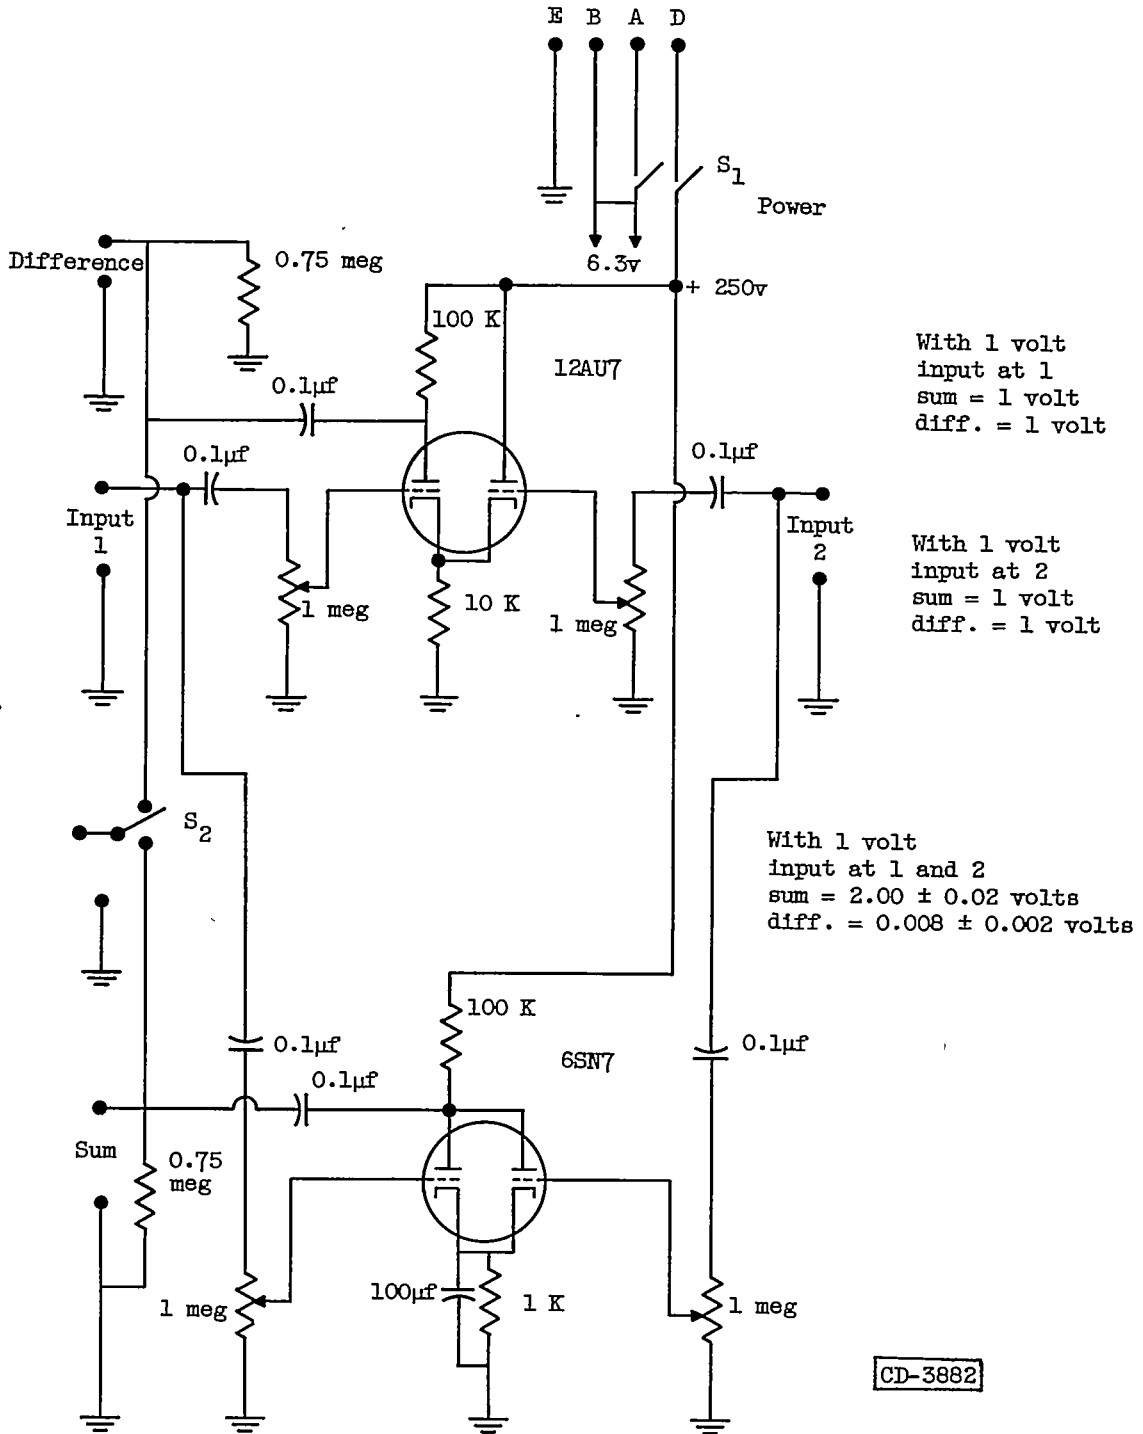 E B A D
S1
Power
6.3v
+ 250v
Difference
0.75 meg
100 K
12AU7
0.1μf
0.1μf
0.1μf
Input
1
Input
2
1 meg
10 K
1 meg
With 1 volt
input at 1
sum = 1 volt
diff. = 1 volt
With 1 volt
input at 2
sum = 1 volt
diff. = 1 volt
S2
With 1 volt
input at 1 and 2
sum = 2.00 ± 0.02 volts
diff. = 0.008 ± 0.002 volts
100 K
0.1μf
6SN7
0.1μf
0.1μf
Sum
0.75
meg
1 meg
100μf
1 K
1 meg
CD-3882